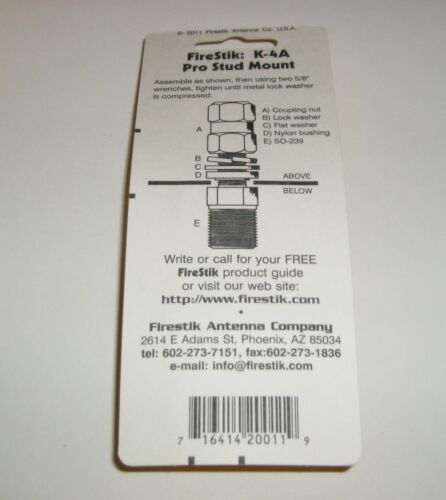 © 2011 Firestik Antenna Co. U.S.A.
FireStik: K-4A
Pro Stud Mount
Assemble as shown, then using two 5/8"
wrenches, tighten until metal lock washer
is compressed.
A) Coupling nut
B) Lock washer
C) Flat washer
D) Nylon bushing
E) SO-239
A
B
C
D
ABOVE
BELOW
E
Write or call for your FREE
FireStik product guide
or visit our web site:
http://www.firestik.com
Firestik Antenna Company
2614 E Adams St, Phoenix, AZ 85034
tel: 602-273-7151, fax:602-273-1836
e-mail: info@firestik.com
7 16414 20011 9